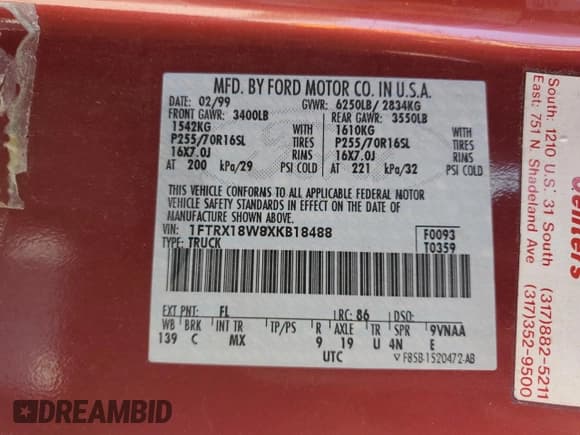 MFD. BY FORD MOTOR CO. IN U.S.A.
DATE: 02/99 GVWR: 6250LB/ 2834KG
FRONT GAWR: 3400LB REAR GAWR: 3550LB
1542KG WITH 1610KG WITH
P255/70R16SL TIRES P255/70R16SL TIRES
16X7.0J RIMS 16X7.0J RIMS
AT 200 kPa/29 PSI COLD AT 221 kPa/32 PSI COLD
THIS VEHICLE CONFORMS TO ALL APPLICABLE FEDERAL MOTOR
VEHICLE SAFETY STANDARDS IN EFFECT ON THE DATE OF
MANUFACTURE SHOWN ABOVE.
VIN: 1FTRX18W8XKB18488 F0093
TYPE: TRUCK T0359
EXT PNT: FL RC: 86 DSO:
WB BRK INT TR TP/PS R AXLE TR SPR 9VNAA
139 C MX 9 19 U 4N E
UTC ▽ F85B-1520472-AB
enters
South: 1210 U.S. 31 South
East: 751 N. Shadeland Ave
(317)882-5211
(317)352-9500
DREAMBID